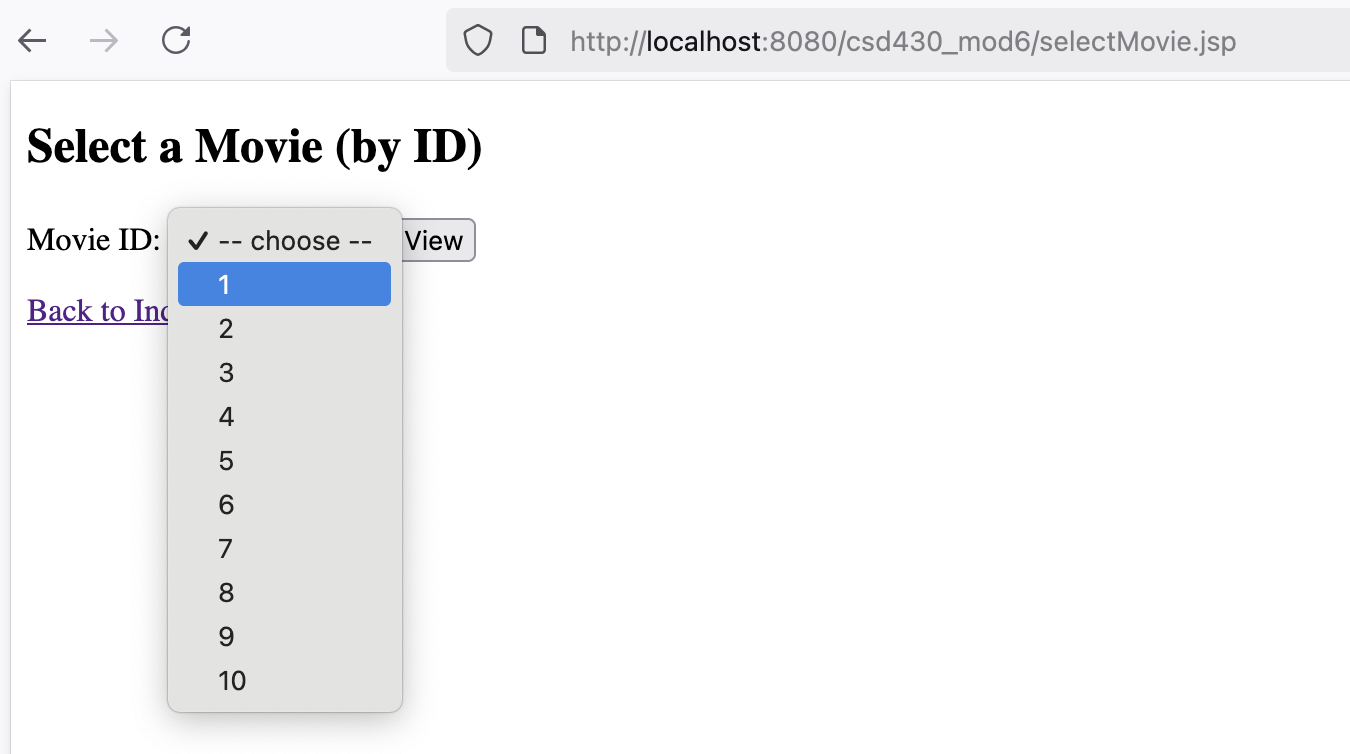 http://localhost:8080/csd430_mod6/selectMovie.jsp
Select a Movie (by ID)
Movie ID: ✓ -- choose -- View
1
Back to
2
3
4
5
6
7
8
9
10